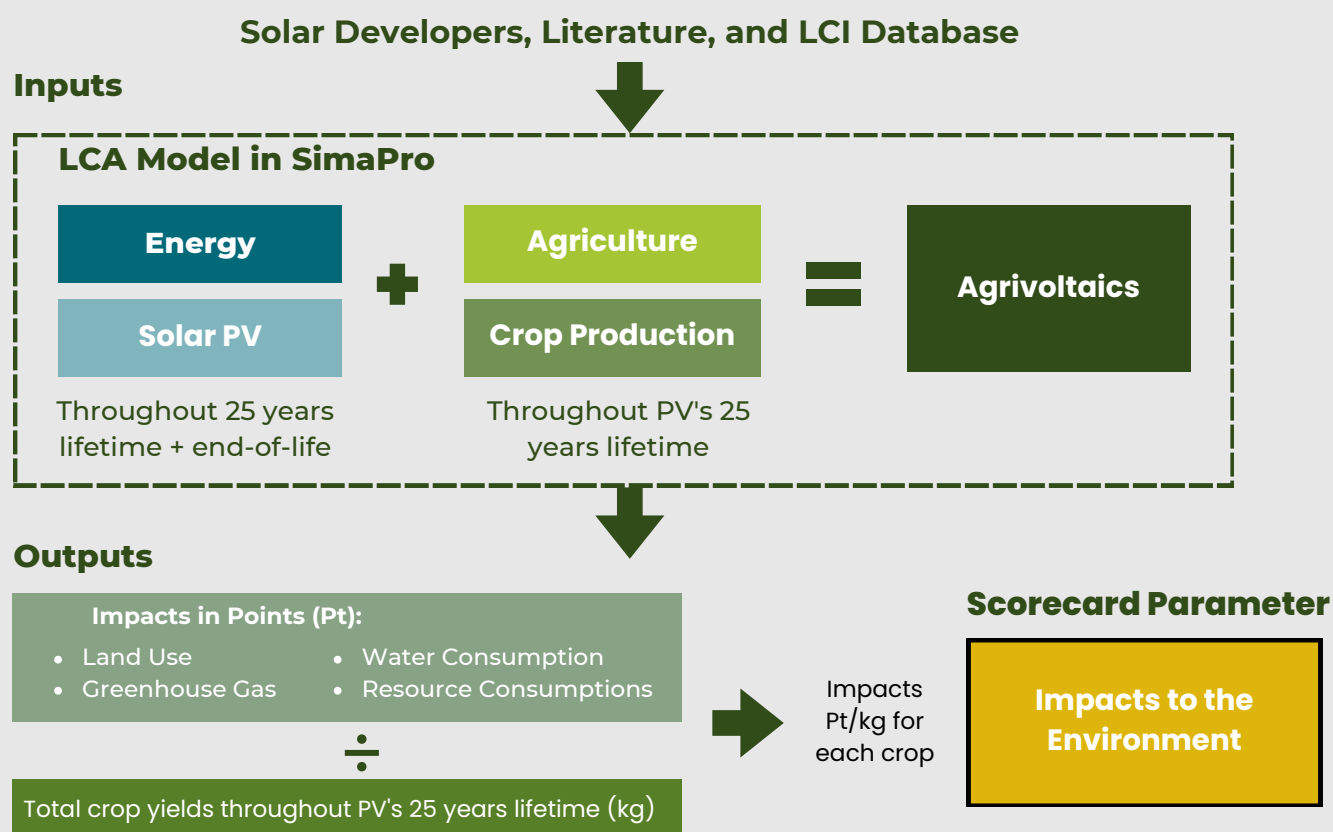 Solar Developers, Literature, and LCI Database
Inputs
LCA Model in SimaPro
Energy
+
Agriculture
=
Agrivoltaics
Solar PV
Crop Production
Throughout 25 years
lifetime + end-of-life
Throughout PV's 25
years lifetime
Outputs
Impacts in Points (Pt):
• Land Use
• Greenhouse Gas
• Water Consumption
• Resource Consumptions
÷
Total crop yields throughout PV's 25 years lifetime (kg)
Impacts
Pt/kg for
each crop
Scorecard Parameter
Impacts to the
Environment